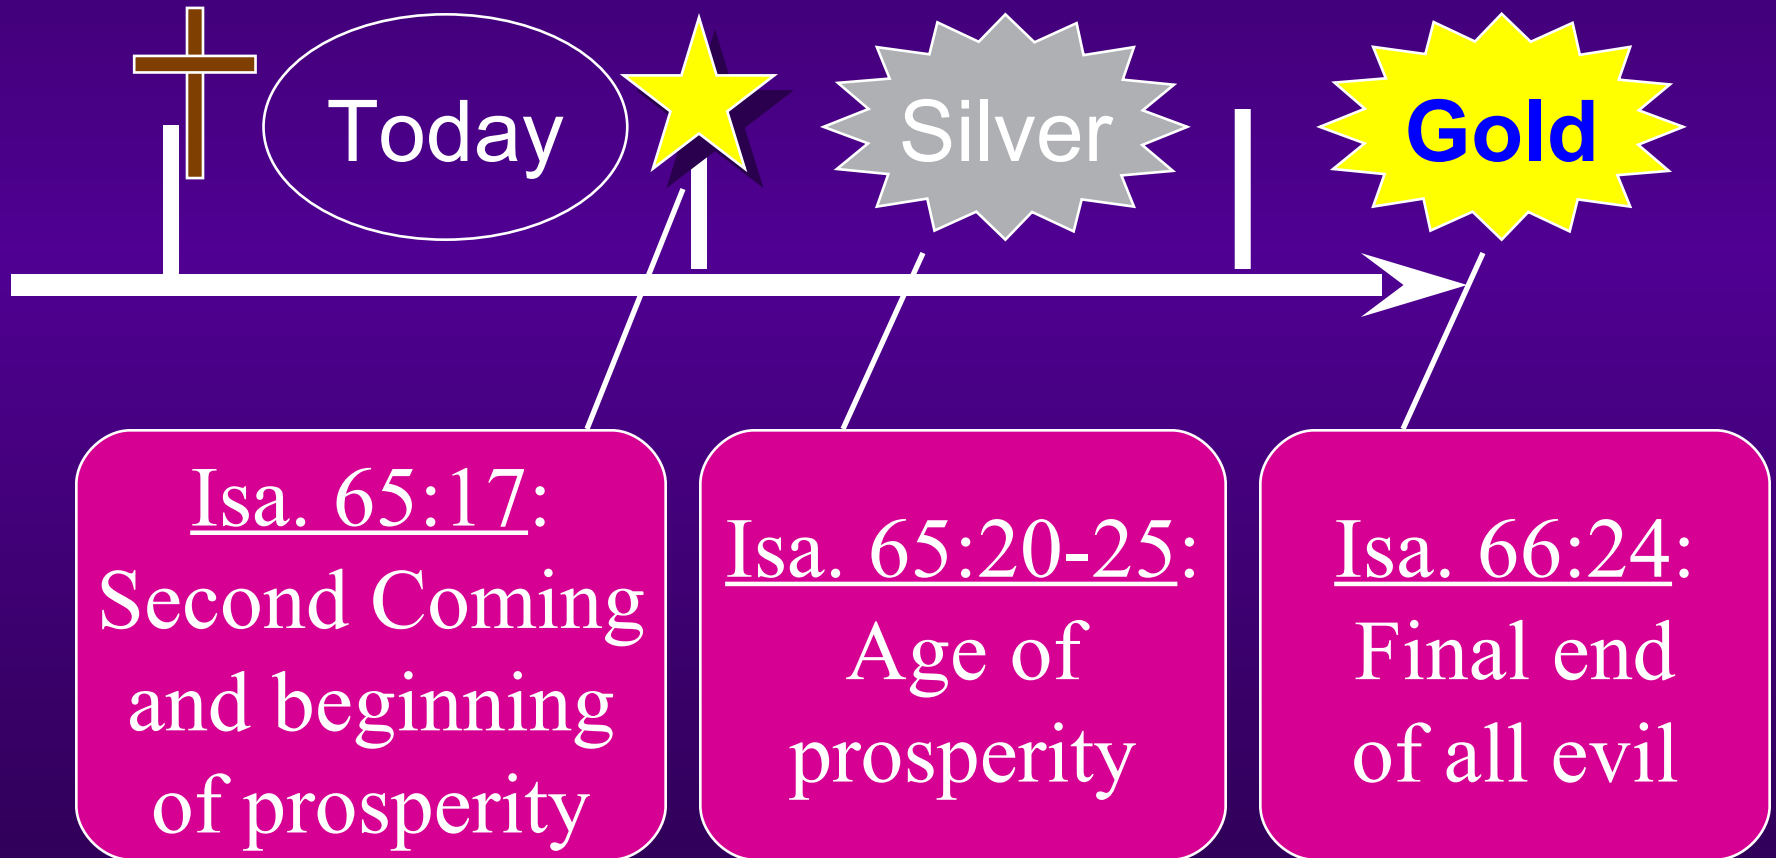 Today
Silver
Gold
Isa. 65:17:
Second Coming
and beginning
of prosperity
Isa. 65:20-25:
Age of
prosperity
Isa. 66:24:
Final end
of all evil